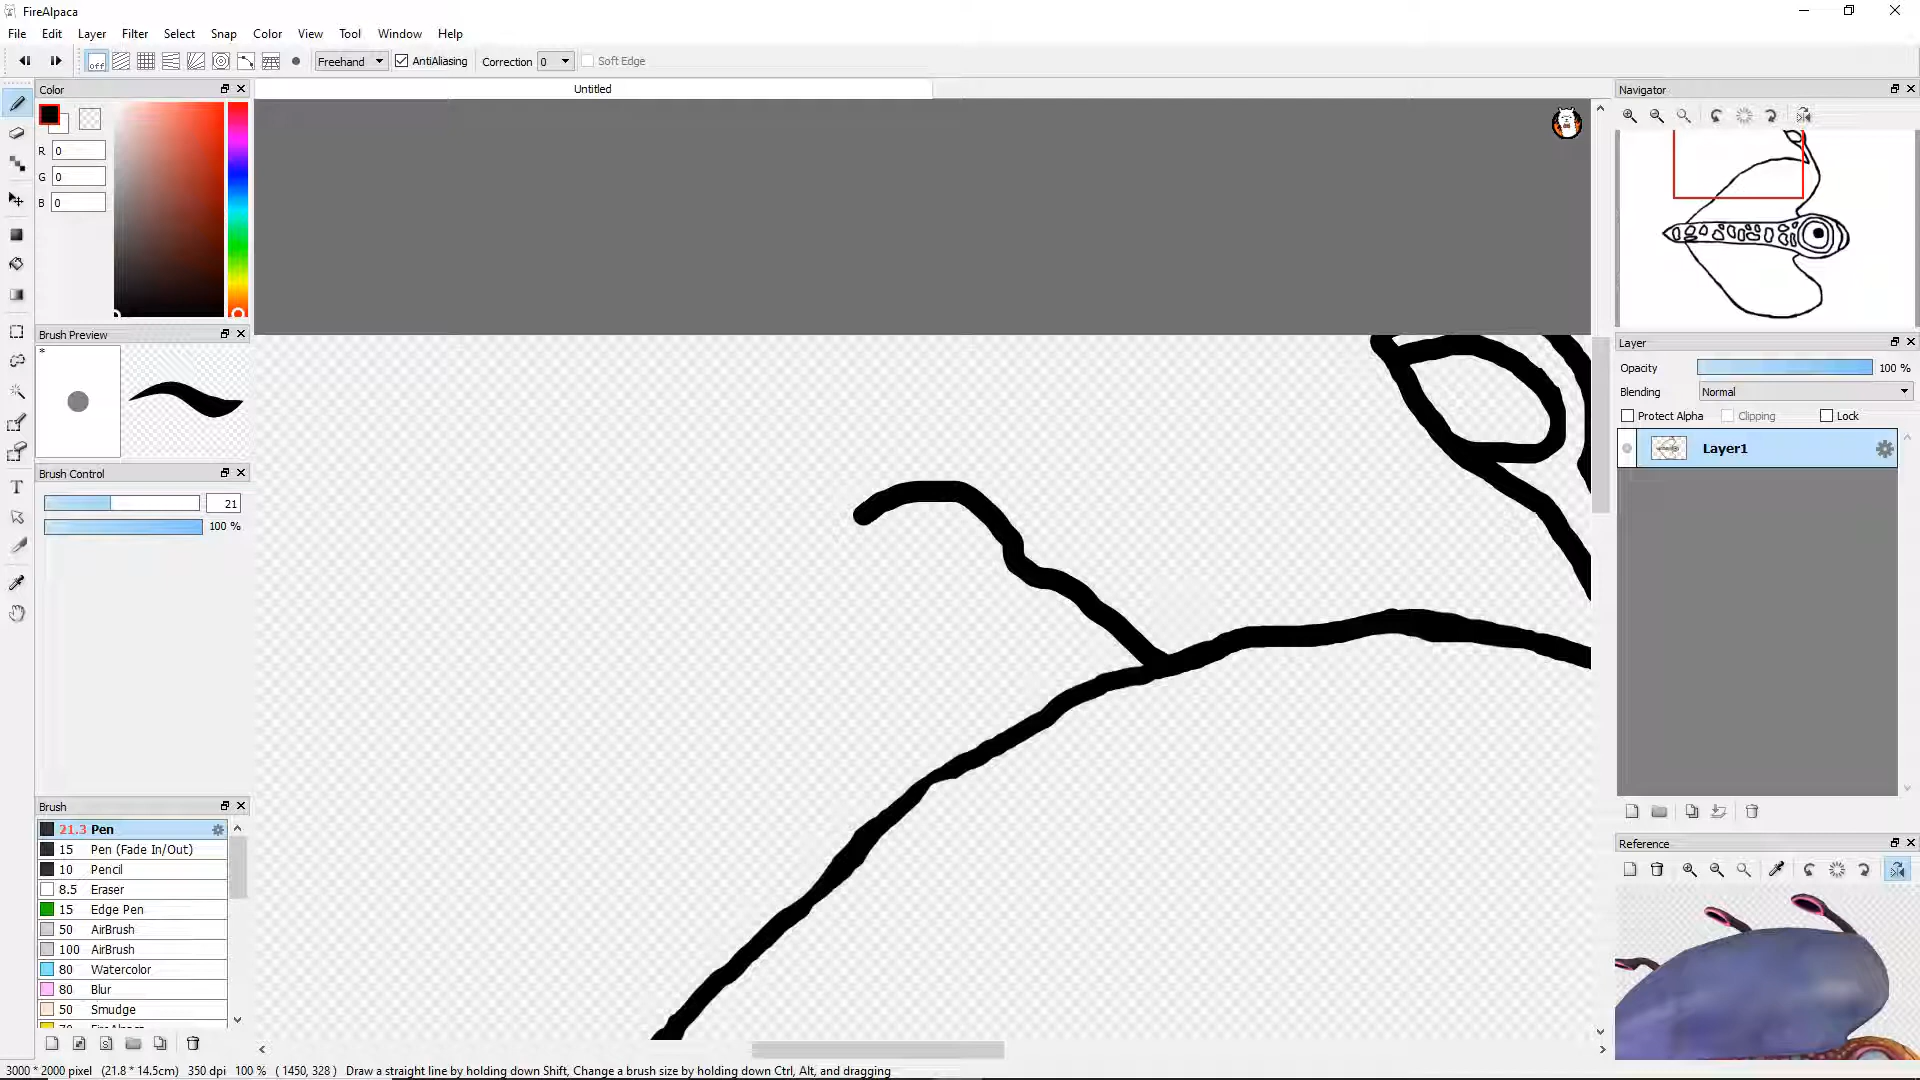 FireAlpaca
File Edit Layer Filter Select Snap Color View Tool Window Help
off Freehand AntiAliasing Correction 0 Soft Edge
Color
Untitled
Navigator
R 0
G 0
B 0
Brush Preview
*
Layer
Opacity 100 %
Blending Normal
Protect Alpha Clipping Lock
Layer1
Brush Control
21
100 %
Brush
21.3 Pen
15 Pen (Fade In/Out)
10 Pencil
8.5 Eraser
15 Edge Pen
50 AirBrush
100 AirBrush
80 Watercolor
80 Blur
50 Smudge
Reference
3000 * 2000 pixel (21.8 * 14.5cm) 350 dpi 100 % ( 1450, 328 ) Draw a straight line by holding down Shift, Change a brush size by holding down Ctrl, Alt, and dragging